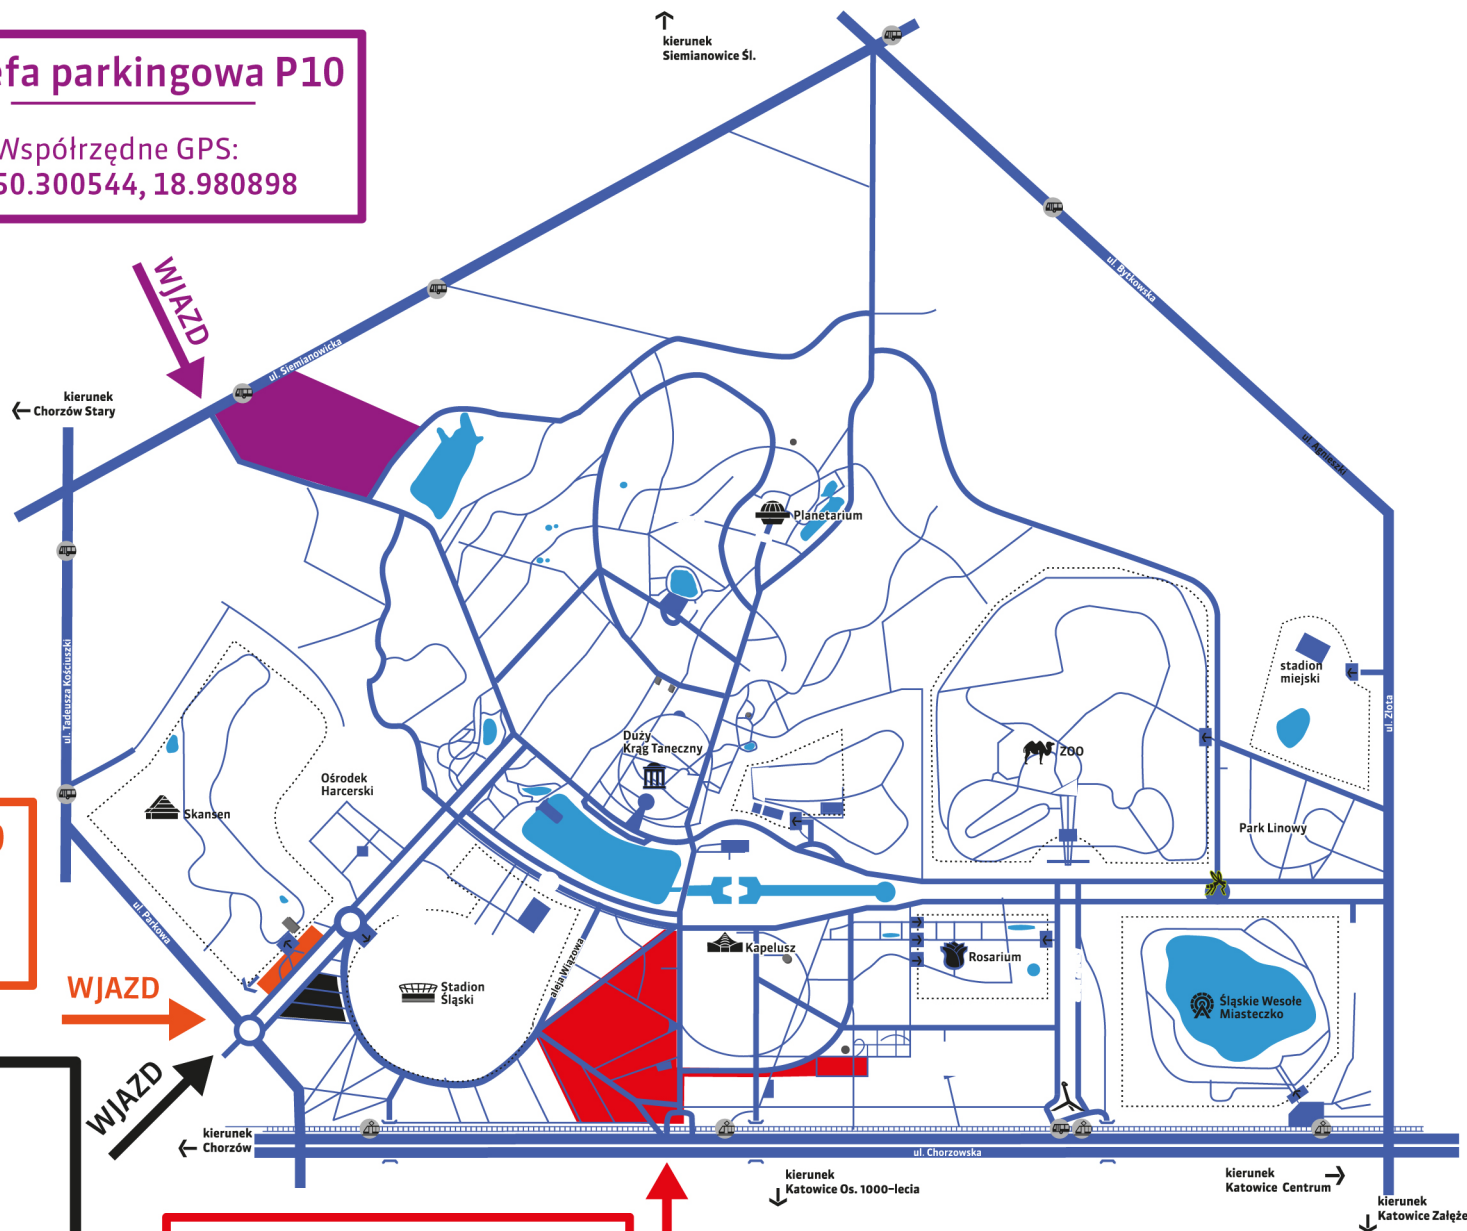 kierunek
Siemianowice Śl.
efa parkingowa P10
Współrzędne GPS:
50.300544, 18.980898
WJAZD
ul. Siemianowicka
ul. Bytkowska
kierunek
Chorzów Stary
ul. Agnieszki
Planetarium
ul. Tadeusza Kościuszki
stadion
miejski
ul. Złota
Duży
Krąg Taneczny
ZOO
Ośrodek
Harcerski
Skansen
Park Linowy
ul. Parkowa
aleja Wiązowa
Kapelusz
Rosarium
Stadion
Śląski
Śląskie Wesołe
Miasteczko
WJAZD
WJAZD
kierunek
Chorzów
ul. Chorzowska
kierunek
Katowice Os. 1000-lecia
kierunek
Katowice Centrum
kierunek
Katowice Załęże